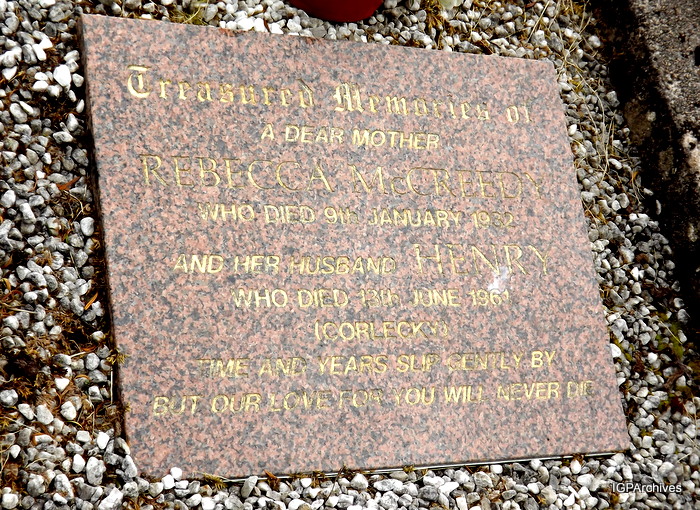 Treasured Memories of
A DEAR MOTHER
REBECCA McCREEDY
WHO DIED 9th JANUARY 1932
AND HER HUSBAND HENRY
WHO DIED 13th JUNE 1961
(CORLECKY)
TIME AND YEARS SLIP GENTLY BY
BUT OUR LOVE FOR YOU WILL NEVER DIE
IGPArchives